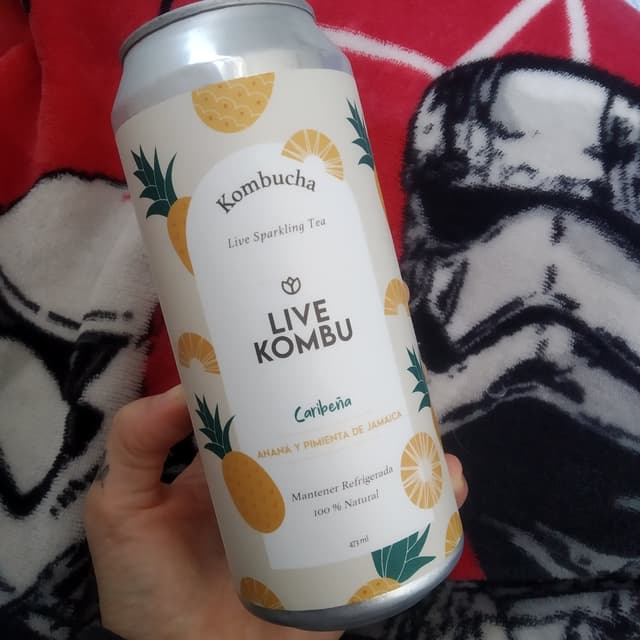 Kombucha
Live Sparkling Tea
LIVE
KOMBU
Caribeña
ANANA Y PIMIENTA DE JAMAICA
Mantener Refrigerada
100 % Natural
473 ml